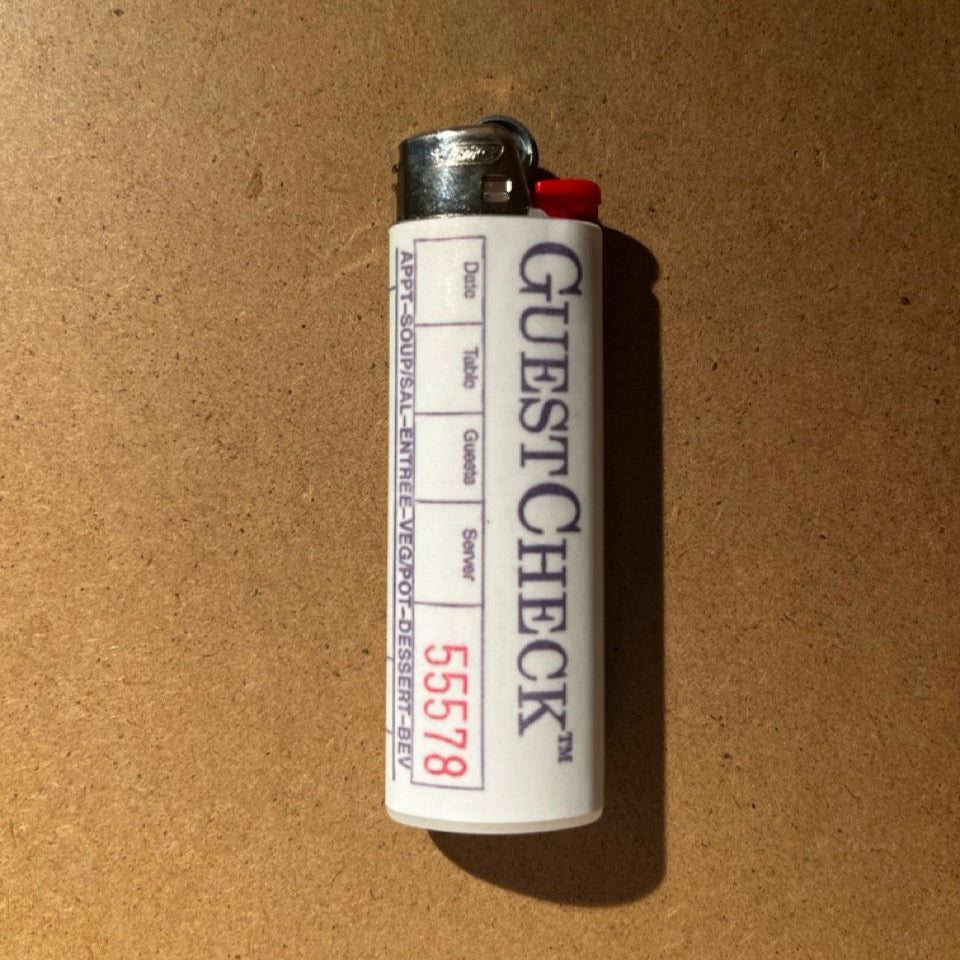 GUESTCHECK™
Date Table Guests Server
55578
APPT–SOUP/SAL–ENTREE–VEG/POT–DESSERT–BEV